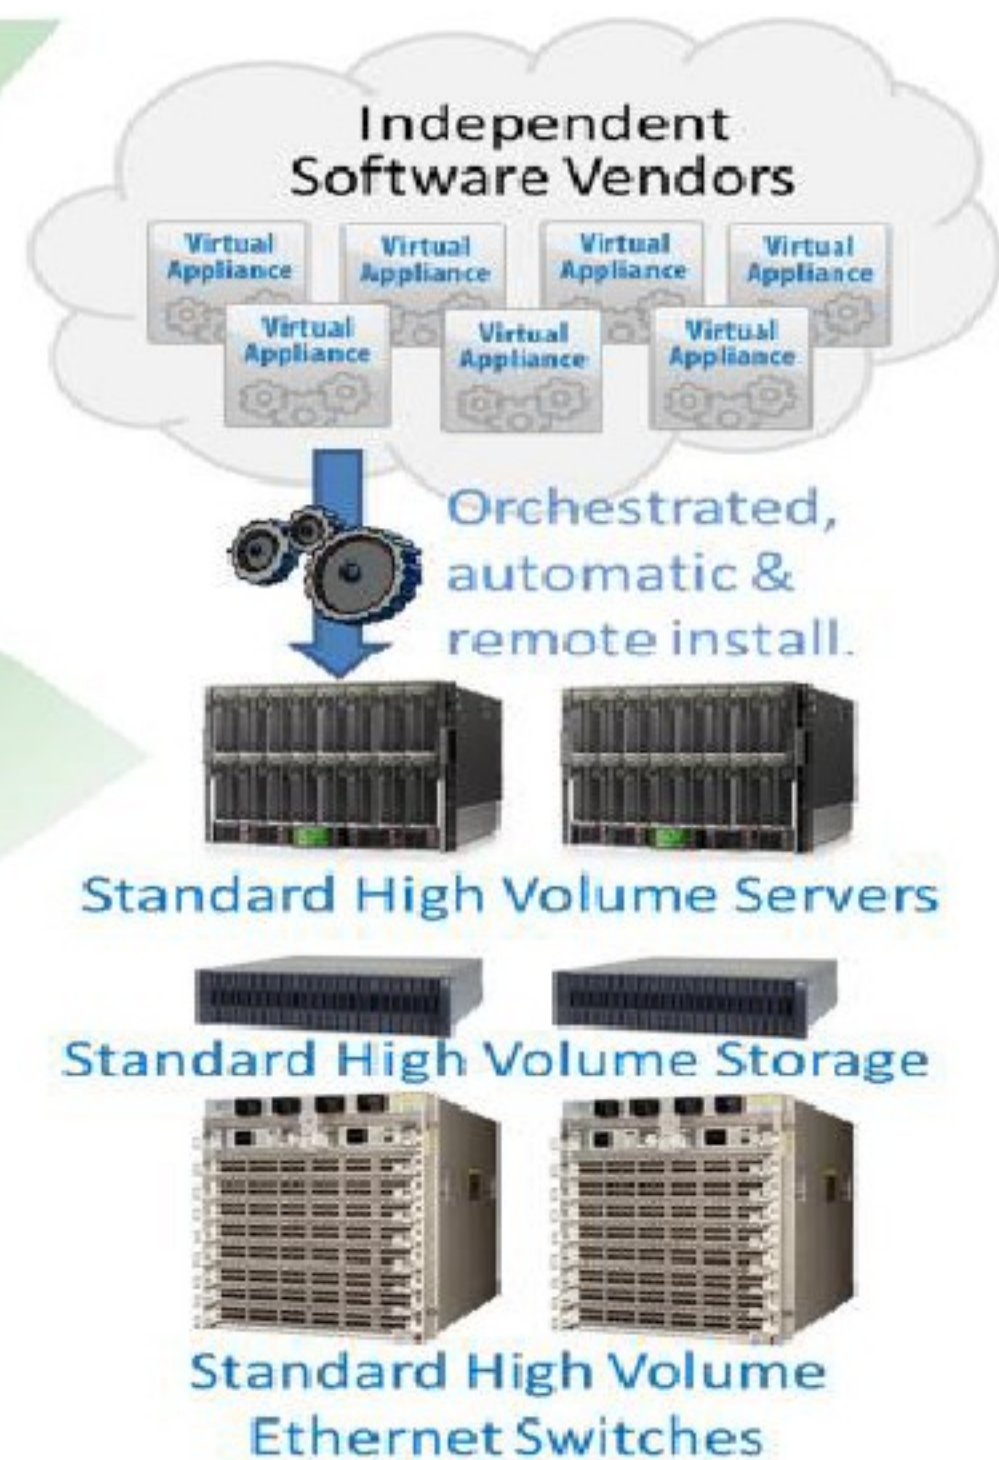 Independent
Software Vendors
Virtual
Appliance
Virtual
Appliance
Virtual
Appliance
Virtual
Appliance
Virtual
Appliance
Virtual
Appliance
Virtual
Appliance
Orchestrated,
automatic &
remote install.
Standard High Volume Servers
Standard High Volume Storage
Standard High Volume
Ethernet Switches